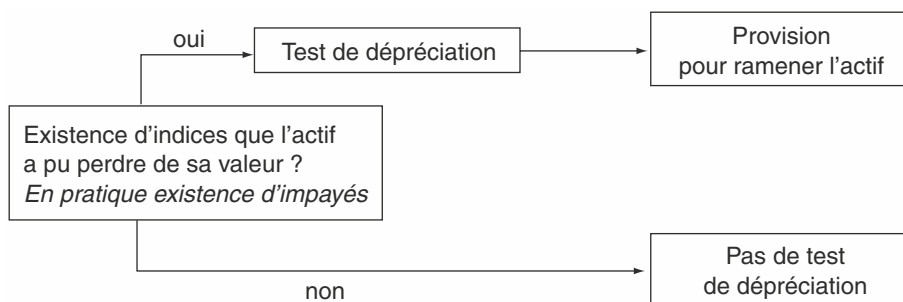 oui
Test de dépréciation
Provision
pour ramener l'actif
Existence d'indices que l'actif
a pu perdre de sa valeur ?
En pratique existence d'impayés
non
Pas de test
de dépréciation